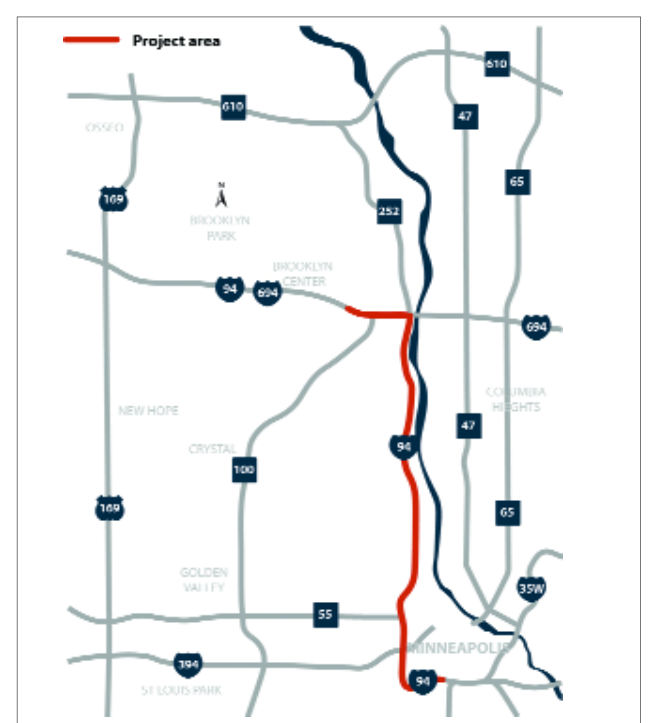 Project area
610
610
47
OSSEO
65
169
N
252
BROOKLYN
PARK
BROOKLYN
CENTER
94
694
694
COLUMBIA
HEIGHTS
NEW HOPE
47
CRYSTAL
94
100
169
65
GOLDEN
VALLEY
35W
55
MINNEAPOLIS
394
94
ST LOUIS PARK